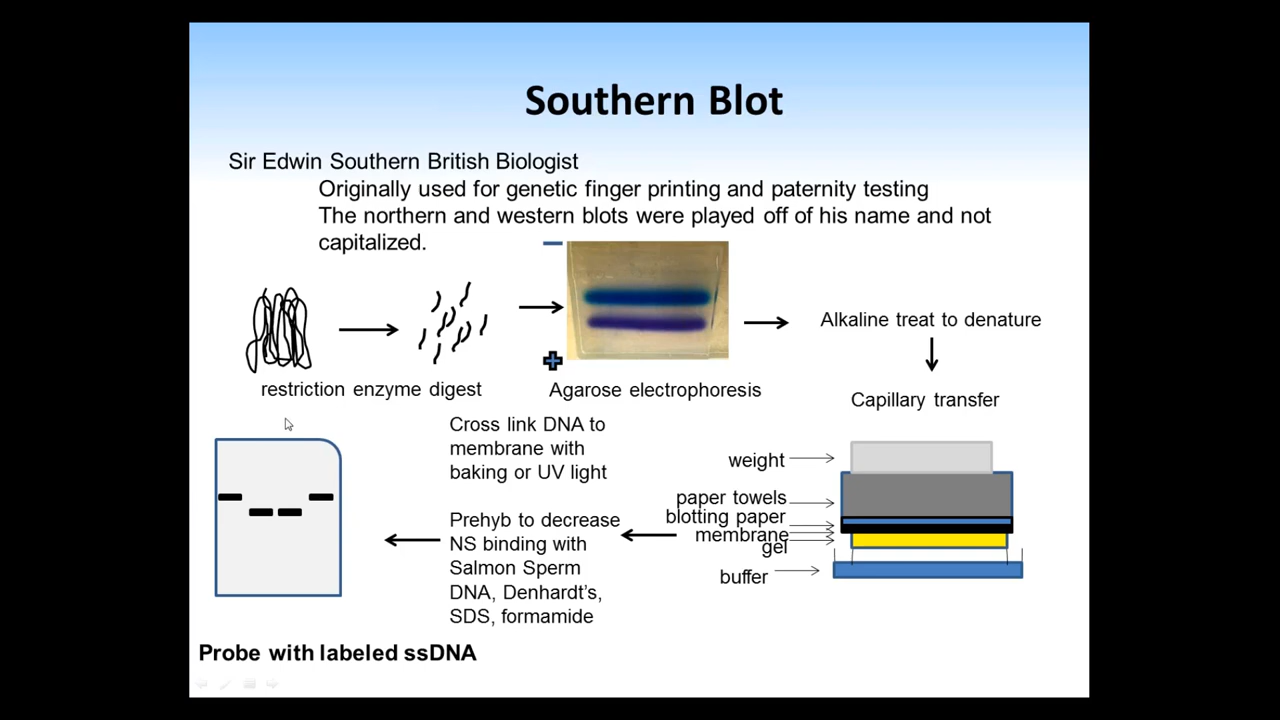 Southern Blot
Sir Edwin Southern British Biologist
Originally used for genetic finger printing and paternity testing
The northern and western blots were played off of his name and not
capitalized.
restriction enzyme digest
Agarose electrophoresis
Alkaline treat to denature
Capillary transfer
weight
paper towels
blotting paper
membrane
gel
buffer
Cross link DNA to
membrane with
baking or UV light
Prehyb to decrease
NS binding with
Salmon Sperm
DNA, Denhardt's,
SDS, formamide
Probe with labeled ssDNA